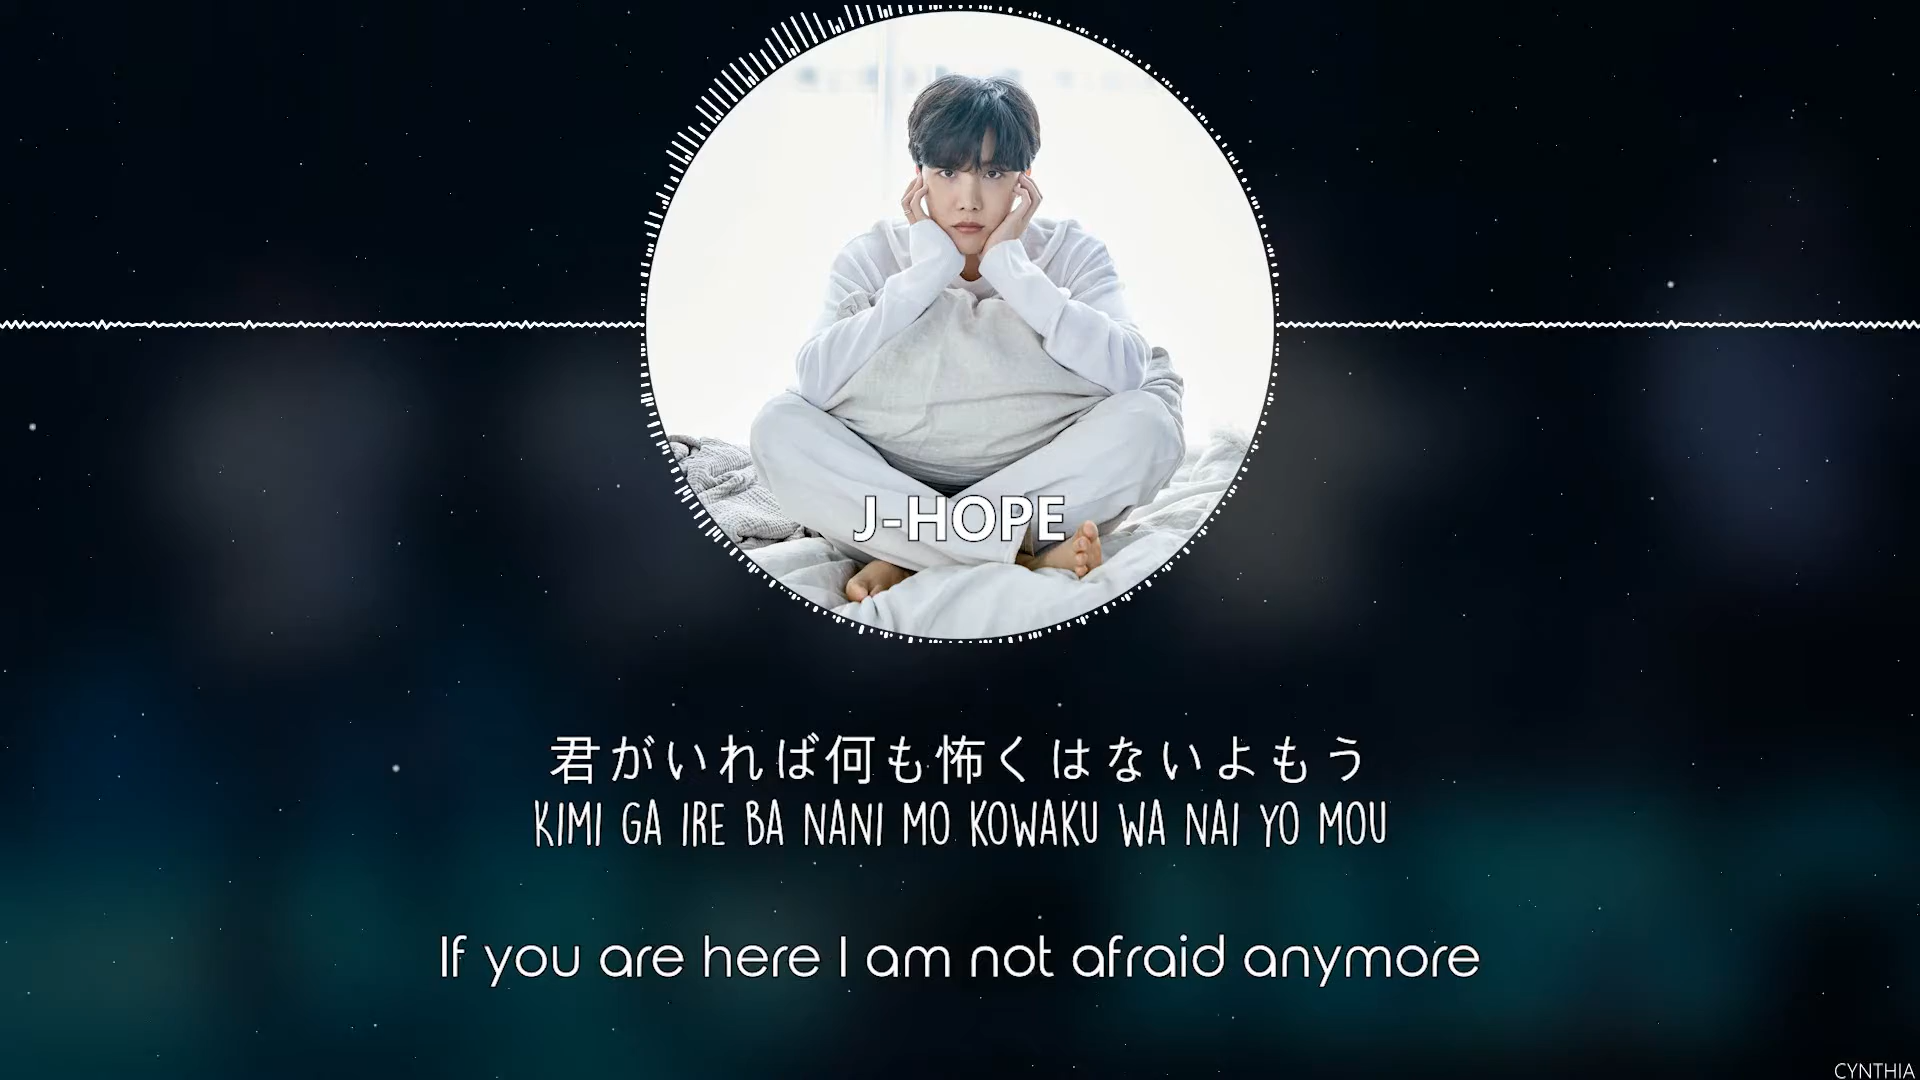 J-HOPE
君がいれば何も怖くはないよもう
KIMI GA IRE BA NANI MO KOWAKU WA NAI YO MOU
If you are here I am not afraid anymore
CYNTHIA